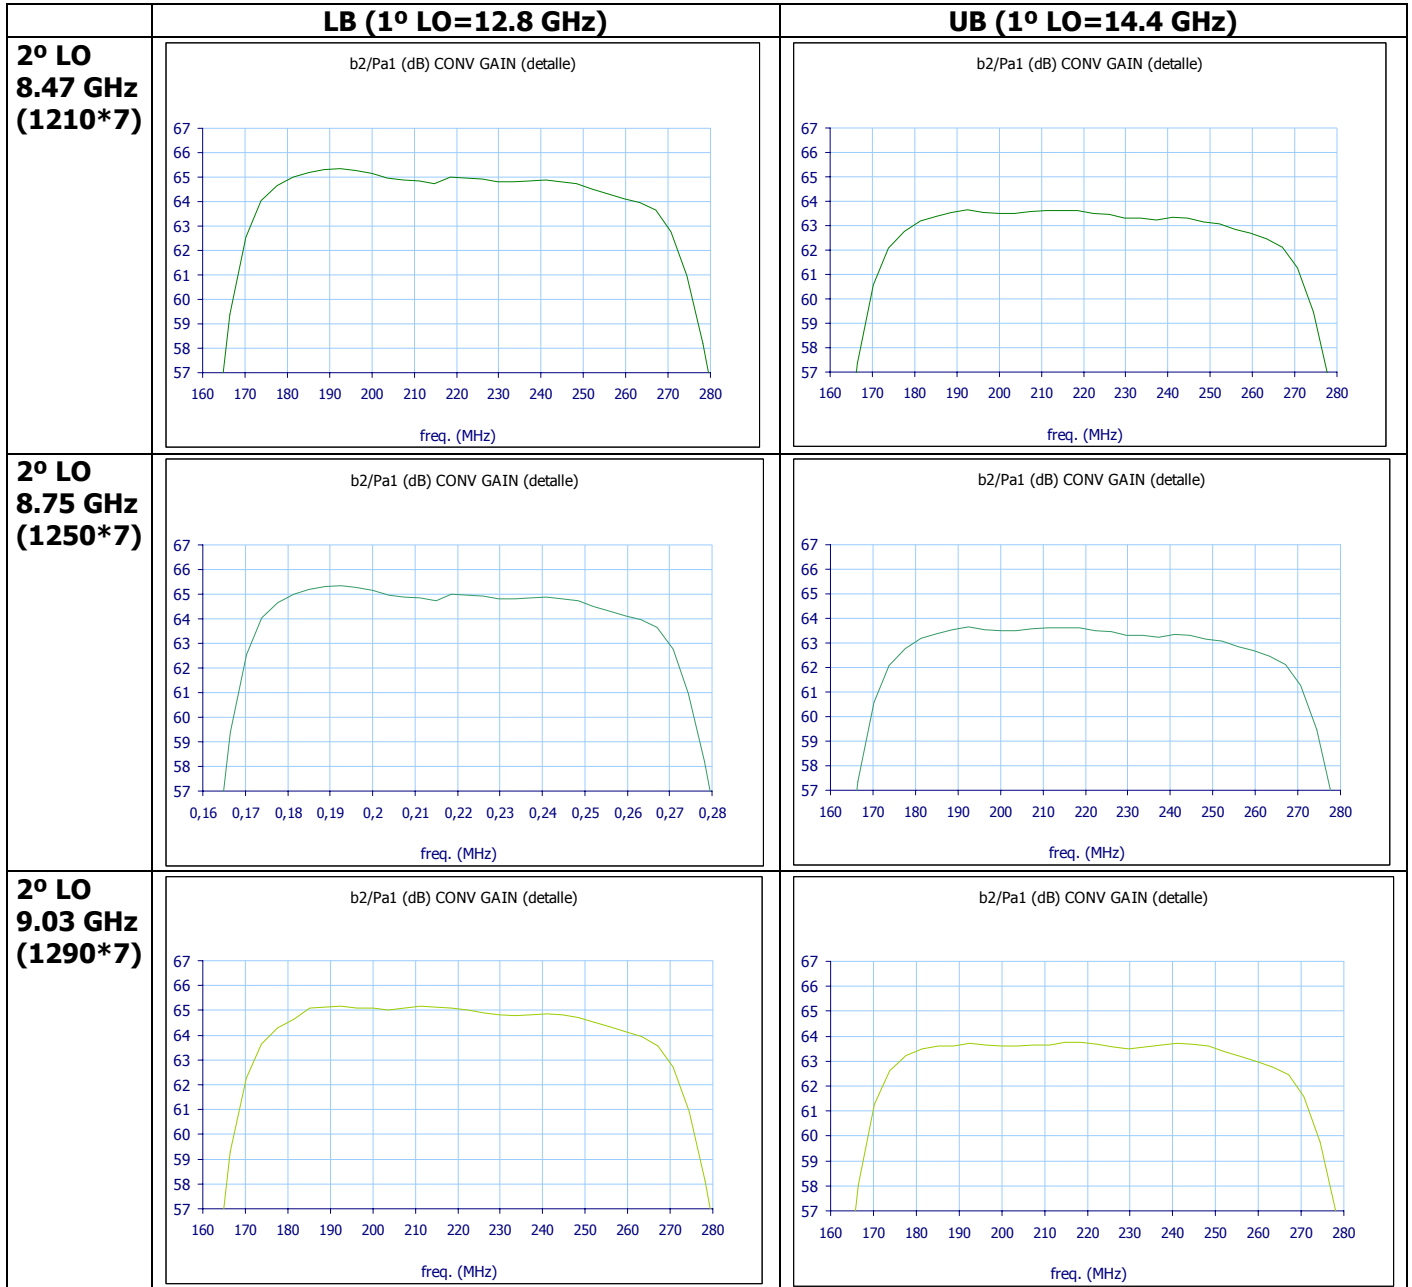 LB (1º LO=12.8 GHz)
UB (1º LO=14.4 GHz)
2º LO
8.47 GHz
(1210*7)
b2/Pa1 (dB) CONV GAIN (detalle)
67
66
65
64
63
62
61
60
59
58
57
160 170 180 190 200 210 220 230 240 250 260 270 280
freq. (MHz)
b2/Pa1 (dB) CONV GAIN (detalle)
67
66
65
64
63
62
61
60
59
58
57
160 170 180 190 200 210 220 230 240 250 260 270 280
freq. (MHz)
2º LO
8.75 GHz
(1250*7)
b2/Pa1 (dB) CONV GAIN (detalle)
67
66
65
64
63
62
61
60
59
58
57
0,16 0,17 0,18 0,19 0,2 0,21 0,22 0,23 0,24 0,25 0,26 0,27 0,28
freq. (MHz)
b2/Pa1 (dB) CONV GAIN (detalle)
67
66
65
64
63
62
61
60
59
58
57
160 170 180 190 200 210 220 230 240 250 260 270 280
freq. (MHz)
2º LO
9.03 GHz
(1290*7)
b2/Pa1 (dB) CONV GAIN (detalle)
67
66
65
64
63
62
61
60
59
58
57
160 170 180 190 200 210 220 230 240 250 260 270 280
freq. (MHz)
b2/Pa1 (dB) CONV GAIN (detalle)
67
66
65
64
63
62
61
60
59
58
57
160 170 180 190 200 210 220 230 240 250 260 270 280
freq. (MHz)